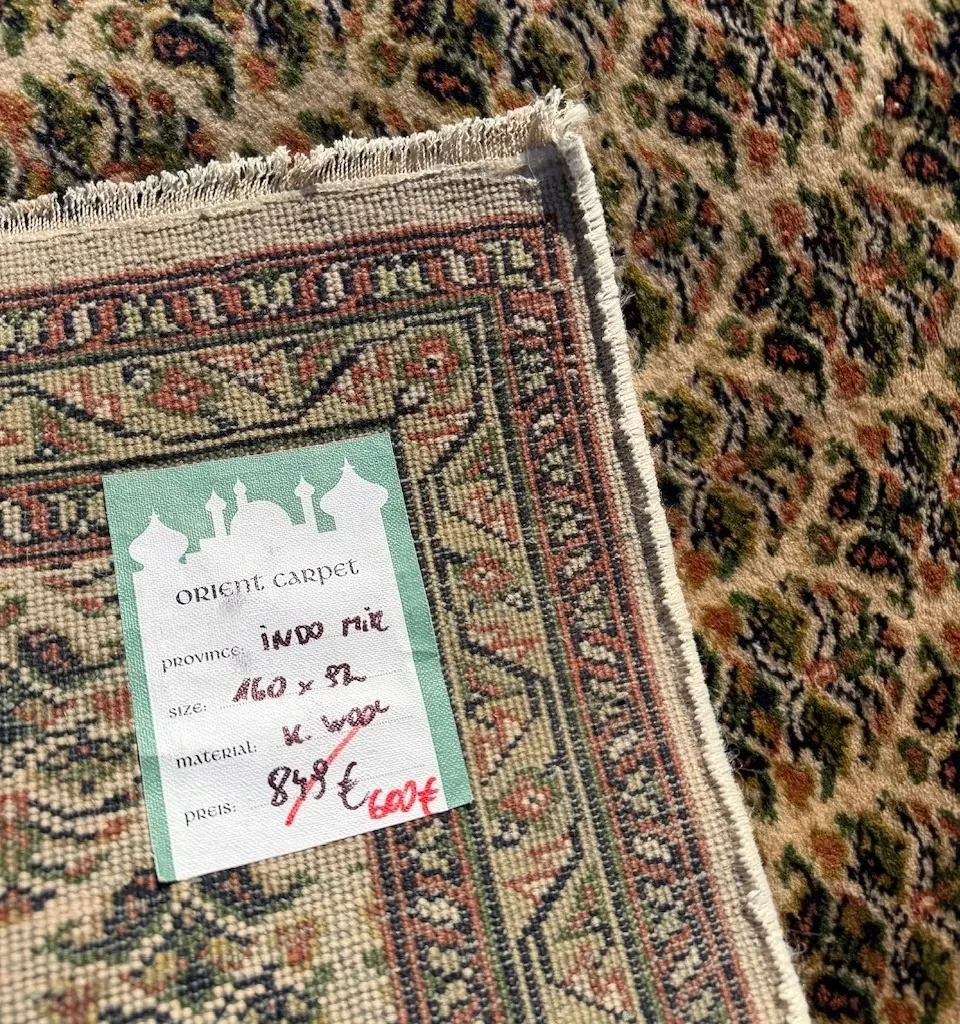 ORIENT CARPET
PROVINCE: INDO MIR
SIZE: 160 x 92
MATERIAL: K. WOOL
PREIS: 849 € 600€